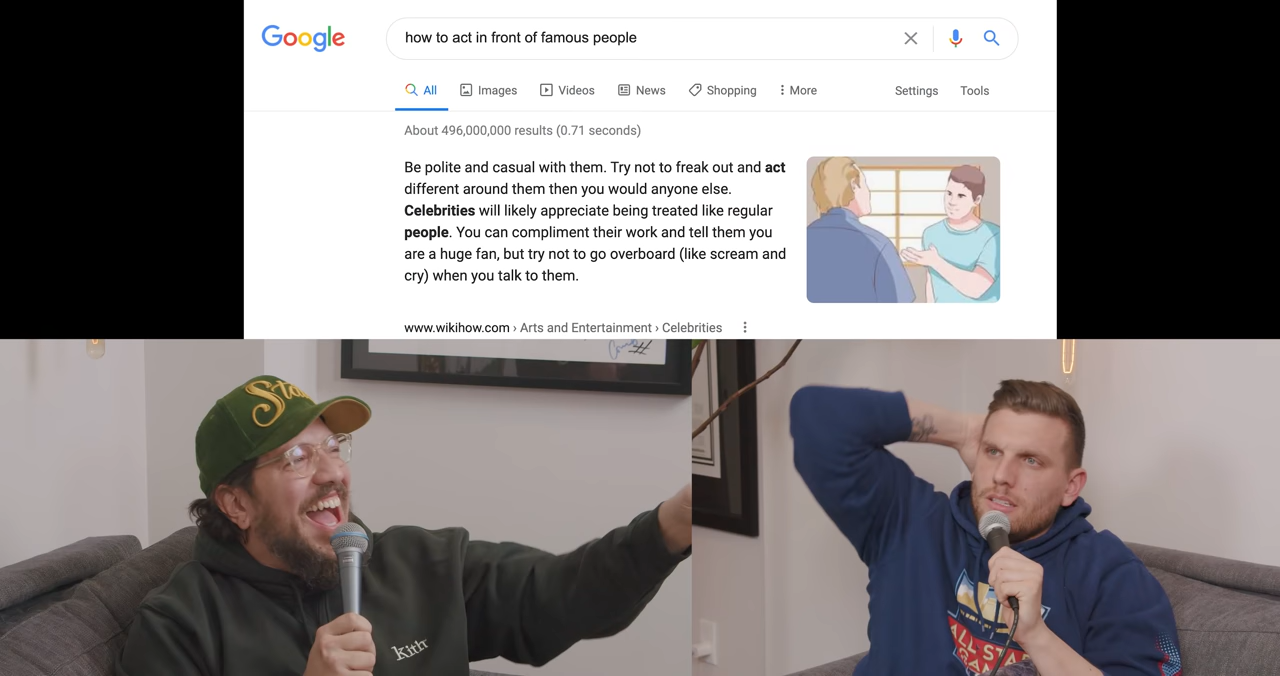 Google
how to act in front of famous people
All Images Videos News Shopping More Settings Tools
About 496,000,000 results (0.71 seconds)
Be polite and casual with them. Try not to freak out and act
different around them then you would anyone else.
Celebrities will likely appreciate being treated like regular
people. You can compliment their work and tell them you
are a huge fan, but try not to go overboard (like scream and
cry) when you talk to them.
www.wikihow.com › Arts and Entertainment › Celebrities
kith
ALL STAR